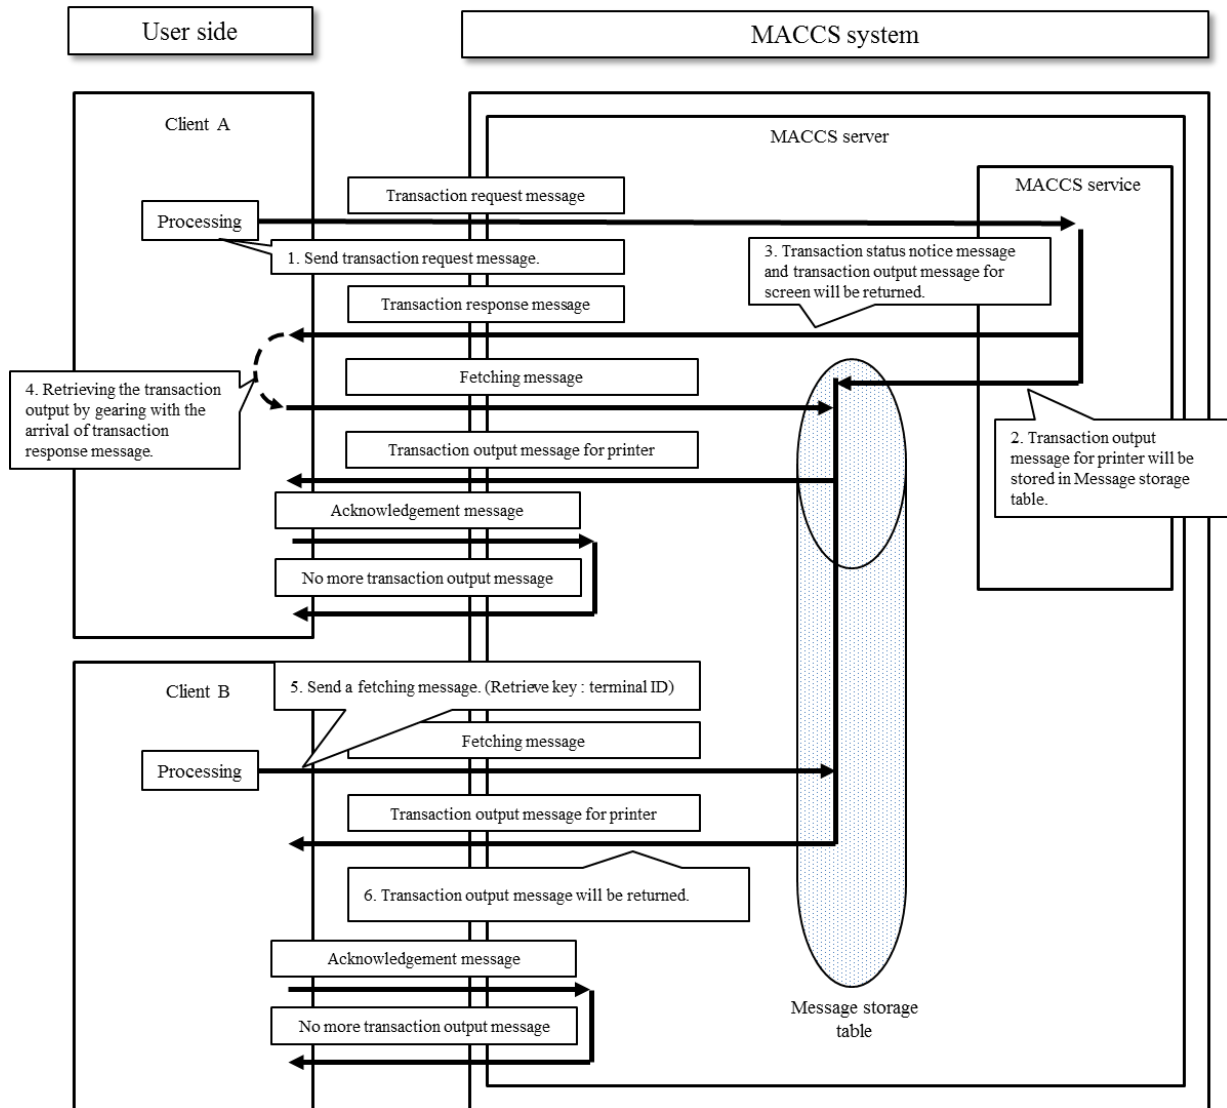 User side
MACCS system
Client A
MACCS server
MACCS service
Transaction request message
Processing
1. Send transaction request message.
3. Transaction status notice message
and transaction output message for
screen will be returned.
Transaction response message
Fetching message
4. Retrieving the transaction
output by gearing with the
arrival of transaction
response message.
2. Transaction output
message for printer will be
stored in Message storage
table.
Transaction output message for printer
Acknowledgement message
No more transaction output message
Client B
5. Send a fetching message. (Retrieve key : terminal ID)
Fetching message
Processing
Transaction output message for printer
6. Transaction output message will be returned.
Acknowledgement message
No more transaction output message
Message storage
table